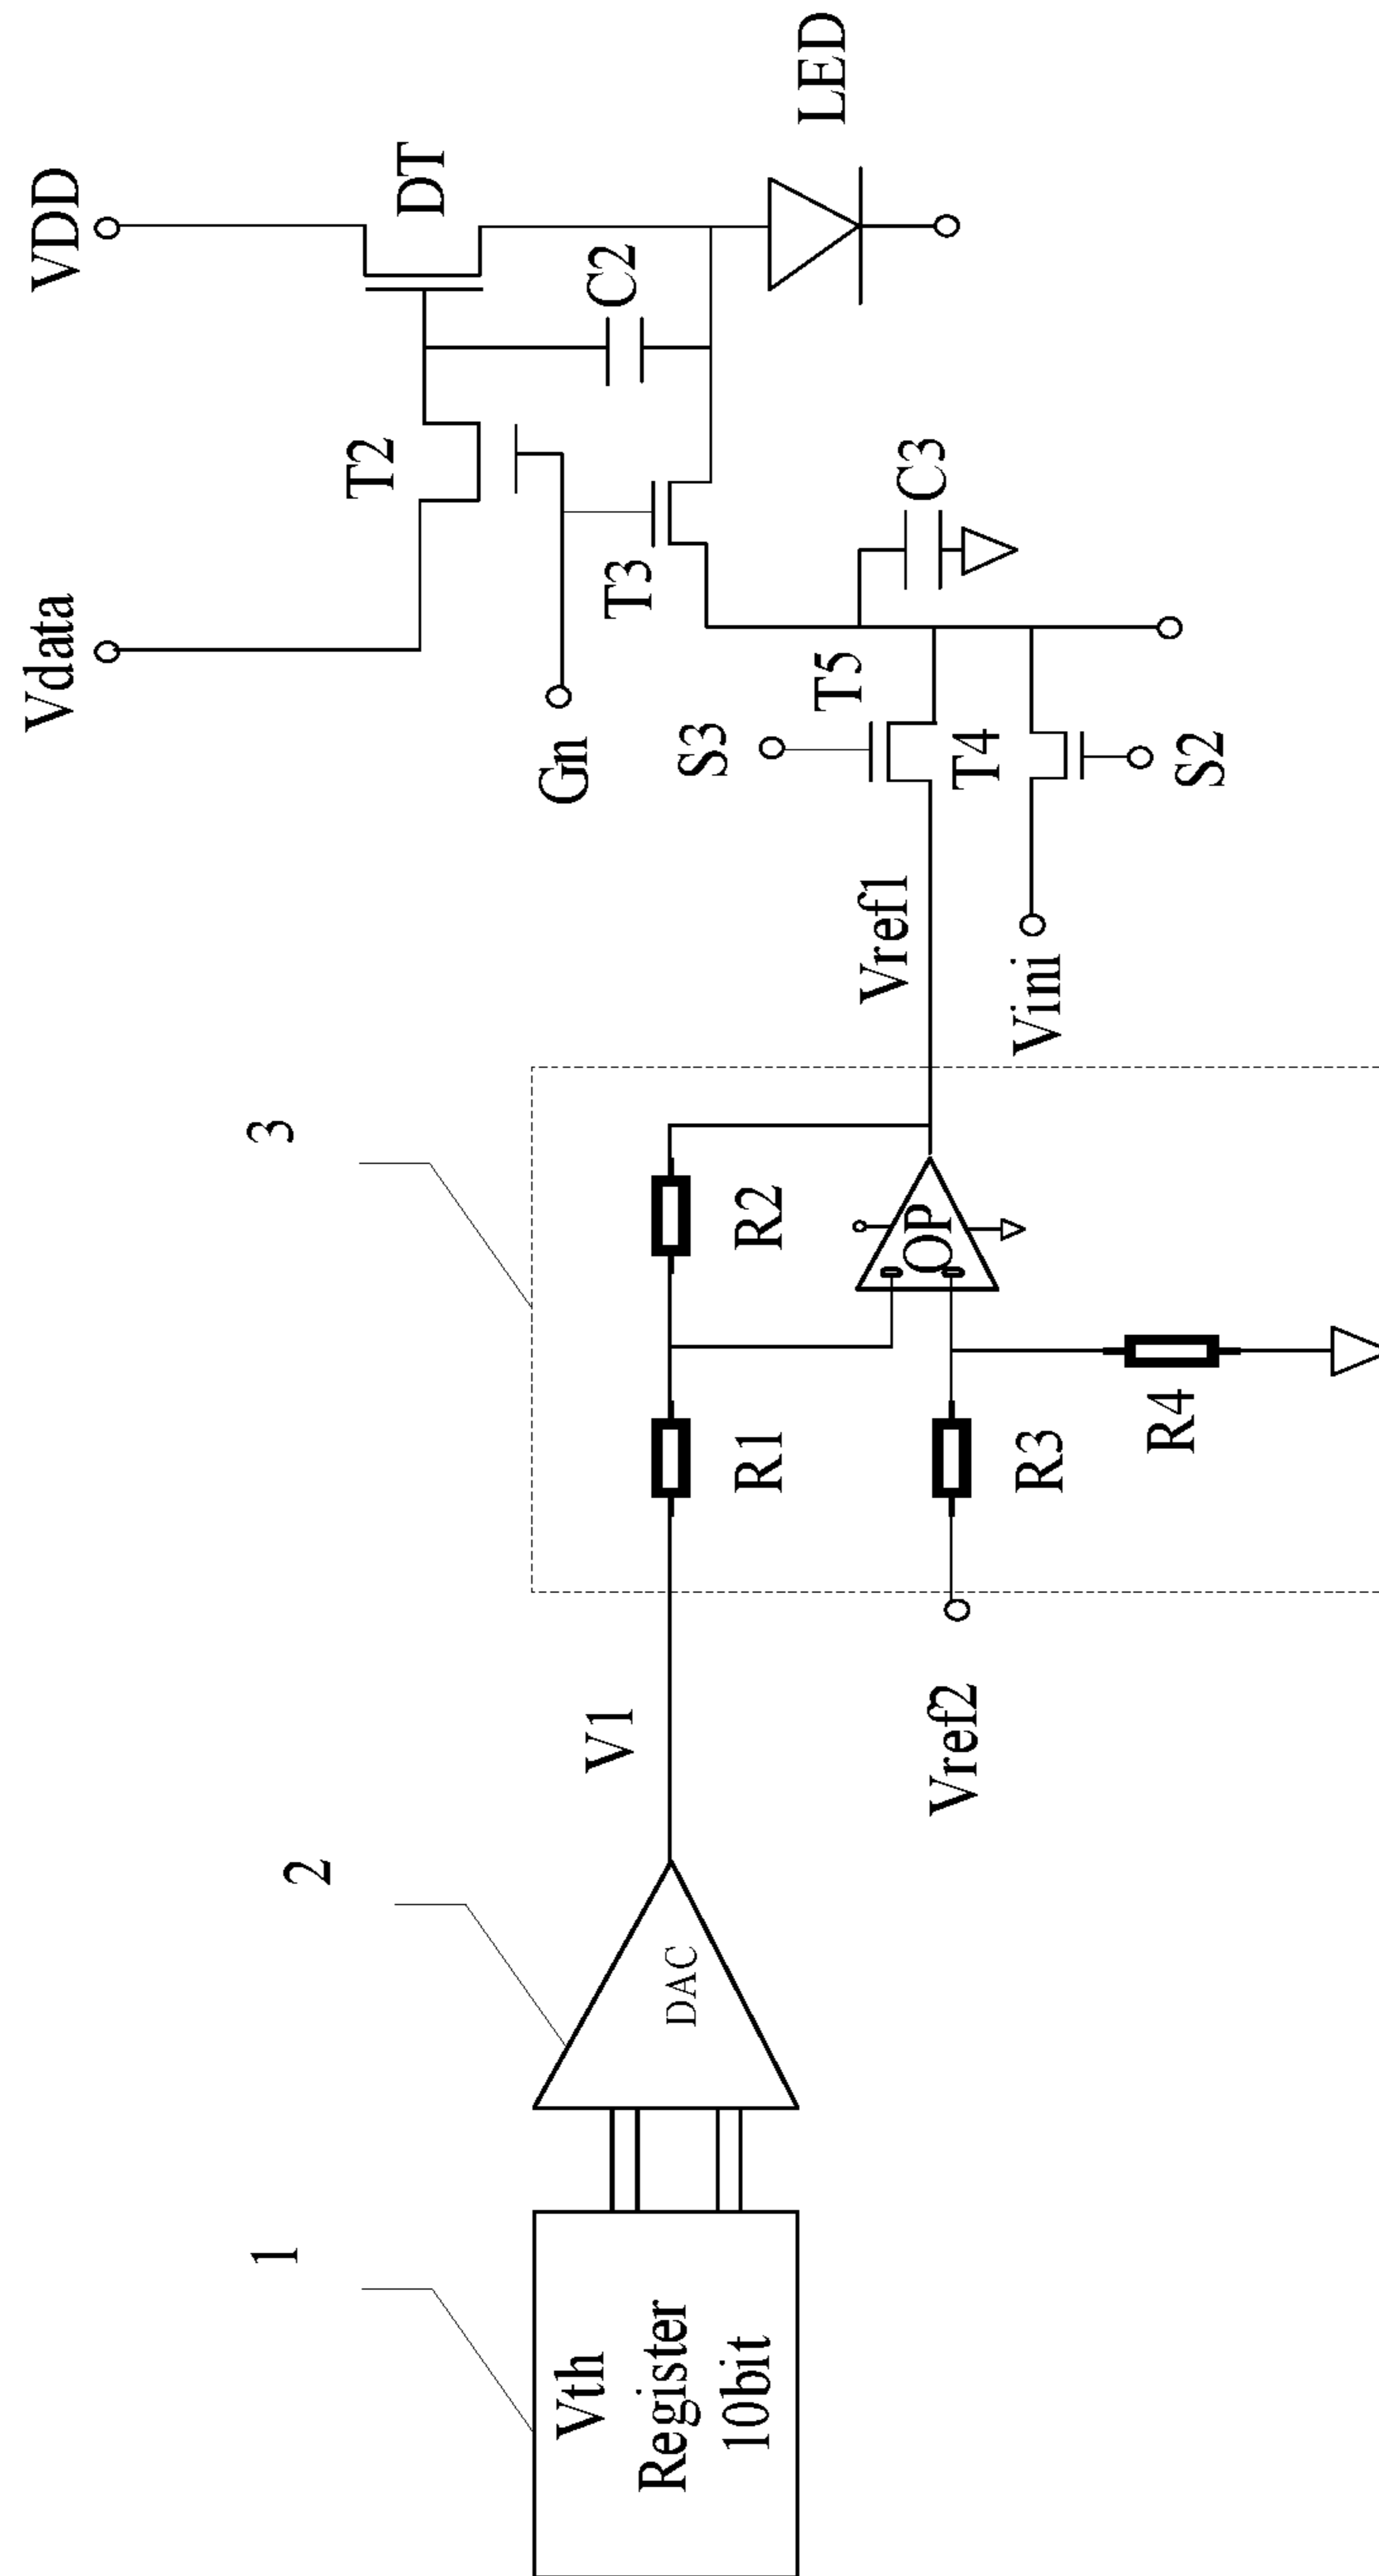 1
Vth
Register
10bit
2
DAC
V1
Vref2
3
R1
R2
R3
R4
OP
Vref1
Vini
S3
T5
T4
S2
Vdata
Gn
T2
T3
C3
VDD
DT
C2
LED